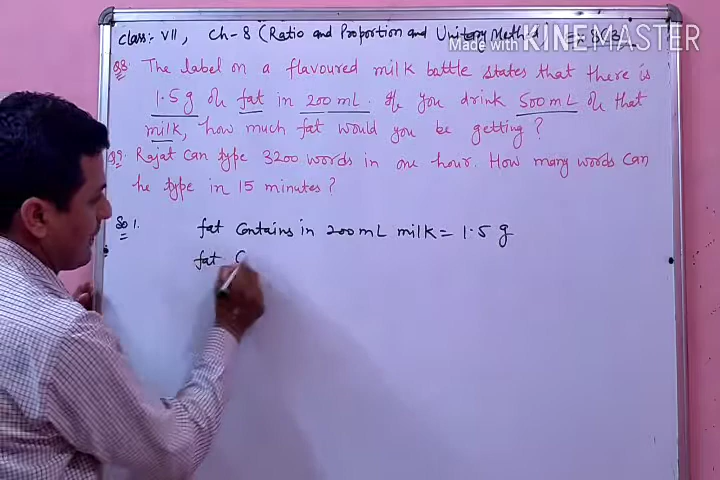 Class:- VII, Ch-8 (Ratio and Proportion and Unitary Method)
Made with KINEMASTER
Q8. The label on a flavoured milk bottle states that there is
1.5 g of fat in 200 mL. If you drink 500 mL of that
milk, how much fat would you be getting?
Q9. Rajat can type 3200 words in one hour. How many words can
he type in 15 minutes?
fat Contains in 200 mL milk = 1.5 g
fat C